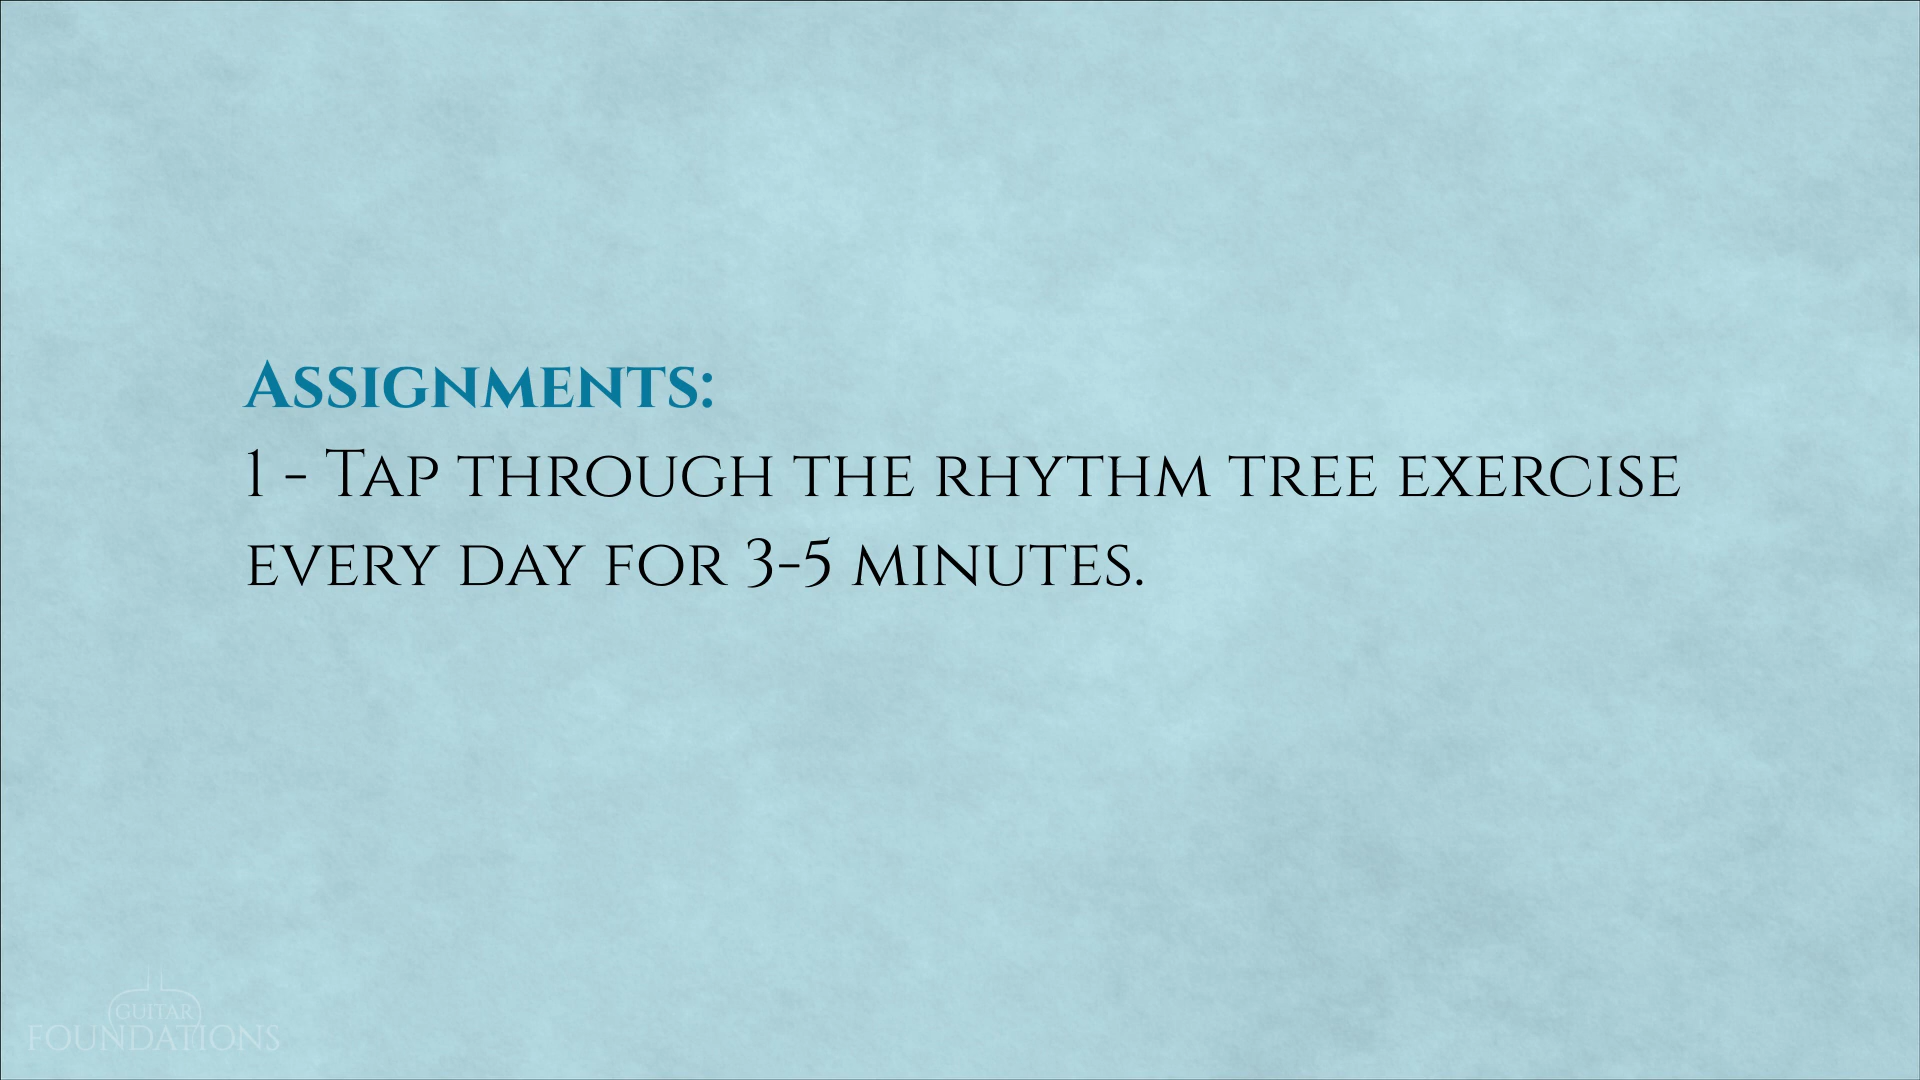 Assignments:
1 - Tap through the rhythm tree exercise
every day for 3-5 minutes.
GUITAR
FOUNDATIONS